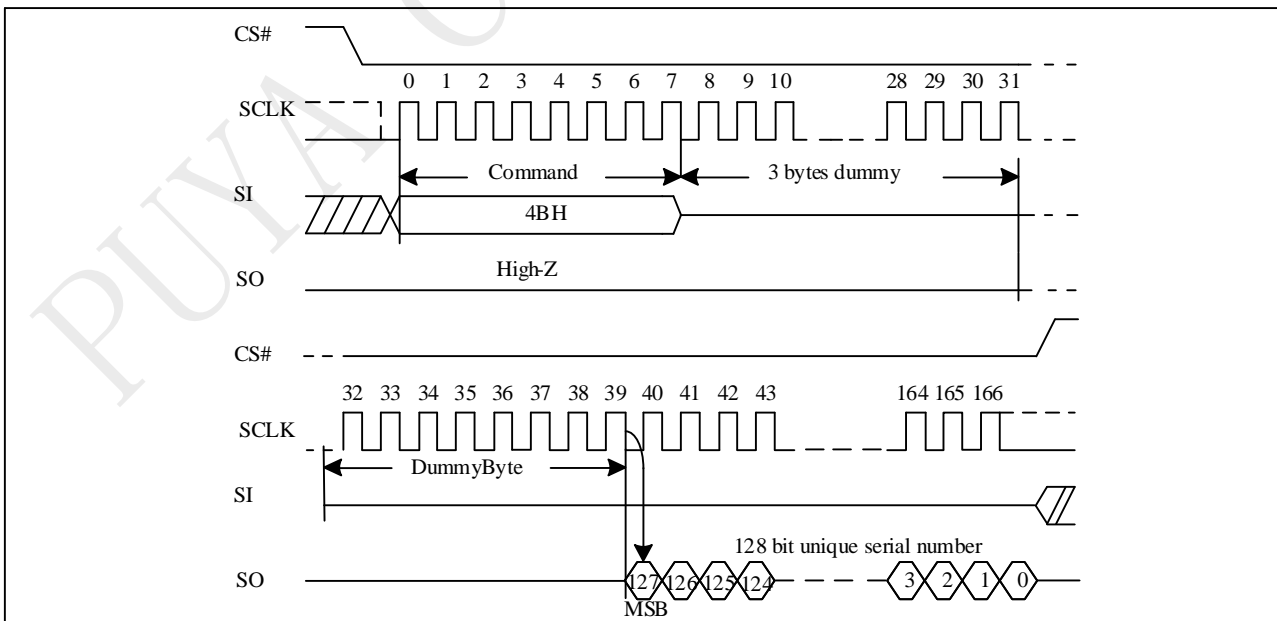 PUYA
CS#
0 1 2 3 4 5 6 7 8 9 10 28 29 30 31
SCLK
Command 3 bytes dummy
SI
4BH
High-Z
SO
CS#
32 33 34 35 36 37 38 39 40 41 42 43 164 165 166
SCLK
DummyByte
SI
128 bit unique serial number
SO
127 126 125 124 3 2 1 0
MSB